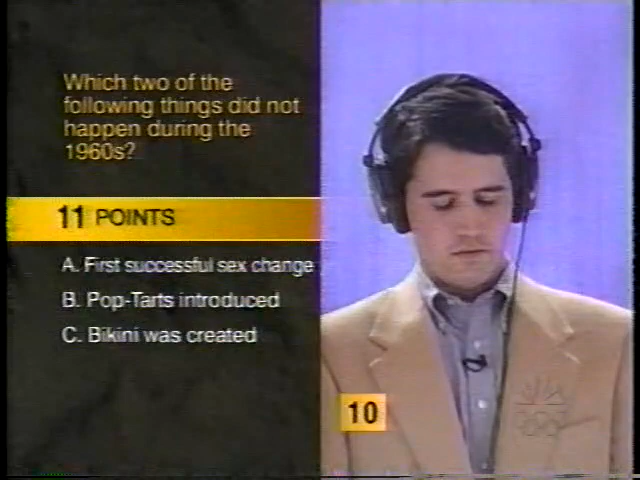 Which two of the
following things did not
happen during the
1960s?
11 POINTS
A. First successful sex change
B. Pop-Tarts introduced
C. Bikini was created
10